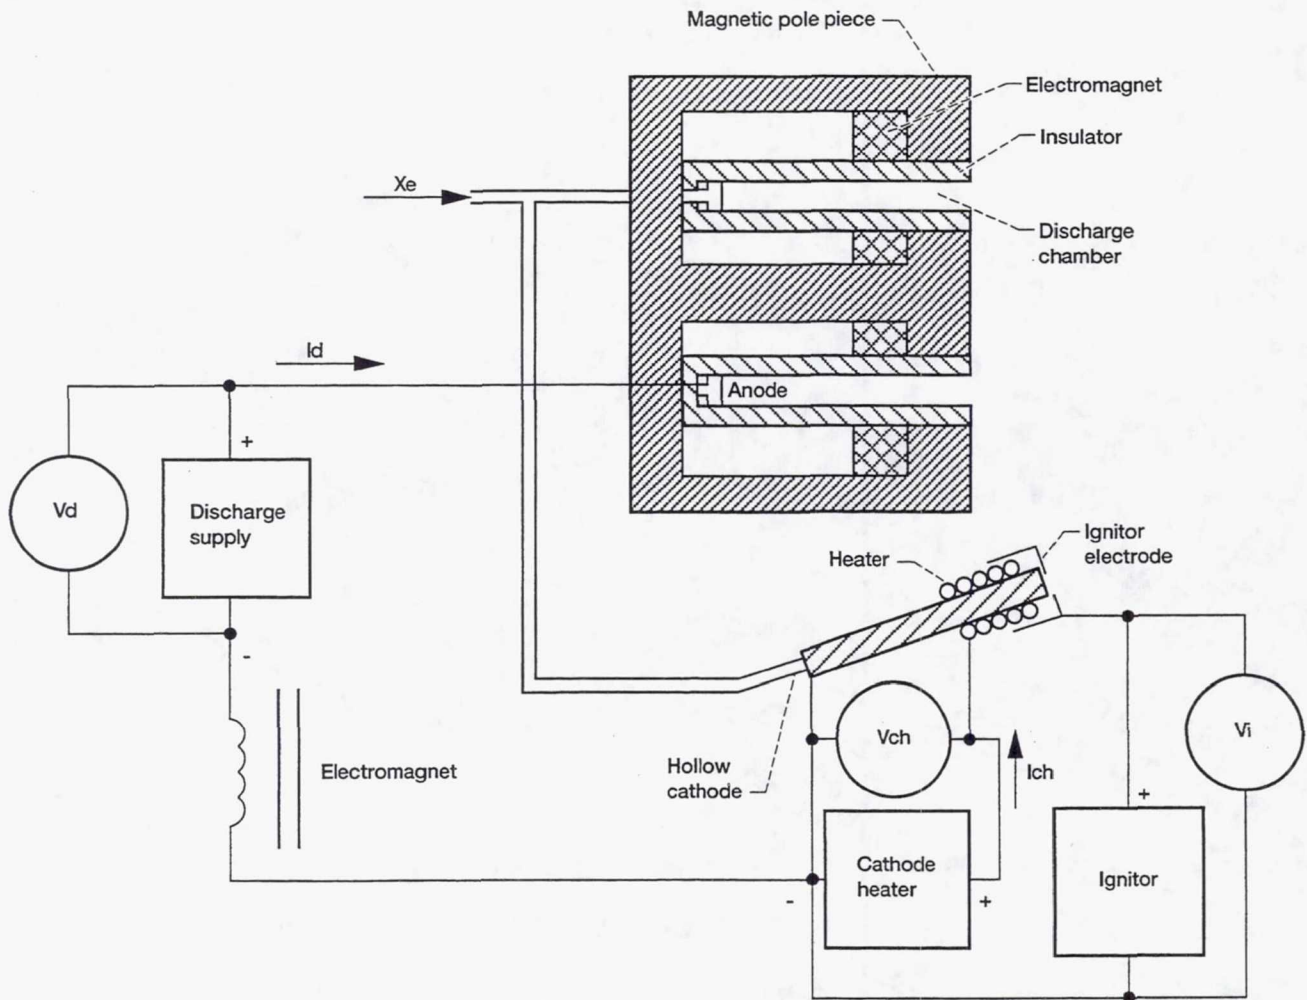 Magnetic pole piece
Electromagnet
Insulator
Xe
Discharge
chamber
Id
Anode
+
Vd
Discharge
supply
-
Heater
Ignitor
electrode
Electromagnet
Hollow
cathode
Vch
Ich
Vi
+
Cathode
heater
Ignitor
-
+